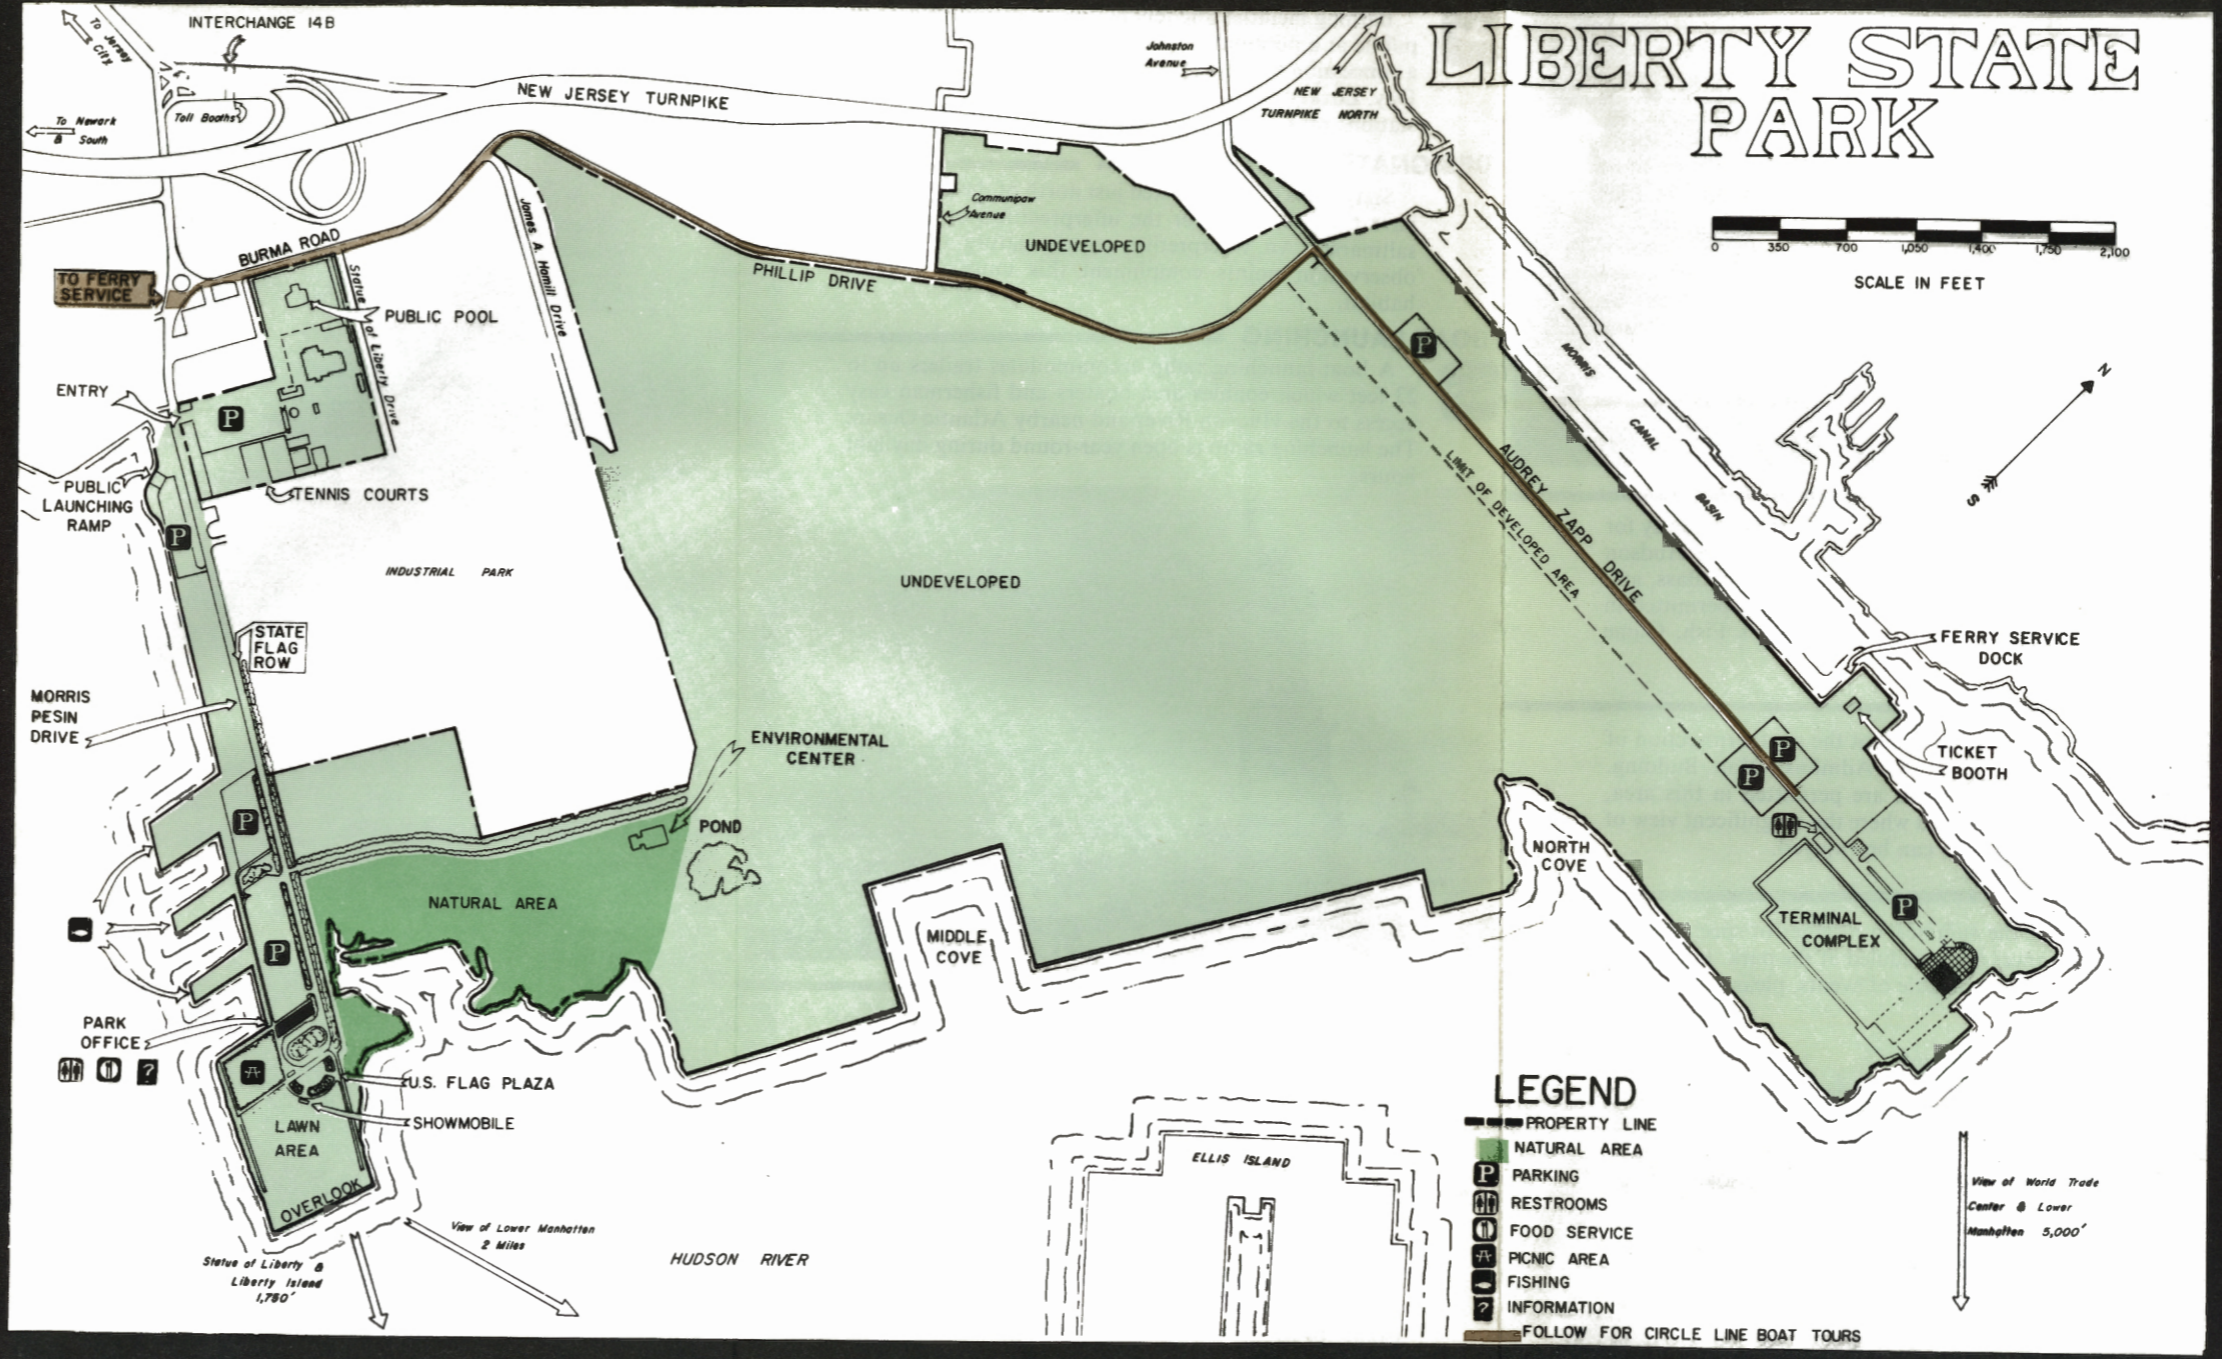 LIBERTY STATE
PARK
INTERCHANGE 14B
To Jersey
City
To Newark
&
South
Toll Booths
NEW JERSEY TURNPIKE
Johnston
Avenue
NEW JERSEY
TURNPIKE NORTH
0 350 700 1,050 1,400 1,750 2,100
SCALE IN FEET
N
S
BURMA ROAD
TO FERRY
SERVICE
James A. Hamill Drive
Statue of Liberty Drive
PUBLIC POOL
PHILLIP DRIVE
Communipaw
Avenue
UNDEVELOPED
ENTRY
P
PUBLIC
LAUNCHING
RAMP
TENNIS COURTS
P
INDUSTRIAL PARK
UNDEVELOPED
P
MORRIS
CANAL
BASIN
AUDREY ZAPP DRIVE
LIMIT OF DEVELOPED AREA
STATE
FLAG
ROW
MORRIS
PESIN
DRIVE
FERRY SERVICE
DOCK
TICKET
BOOTH
P
P
ENVIRONMENTAL
CENTER
POND
P
NATURAL AREA
P
MIDDLE
COVE
NORTH
COVE
TERMINAL
COMPLEX
P
PARK
OFFICE
?
U.S. FLAG PLAZA
SHOWMOBILE
LAWN
AREA
OVERLOOK
Statue of Liberty &
Liberty Island
1,750'
View of Lower Manhatten
2 Miles
HUDSON RIVER
ELLIS ISLAND
LEGEND
PROPERTY LINE
NATURAL AREA
P PARKING
RESTROOMS
FOOD SERVICE
PICNIC AREA
FISHING
? INFORMATION
FOLLOW FOR CIRCLE LINE BOAT TOURS
View of World Trade
Center & Lower
Manhatten 5,000'